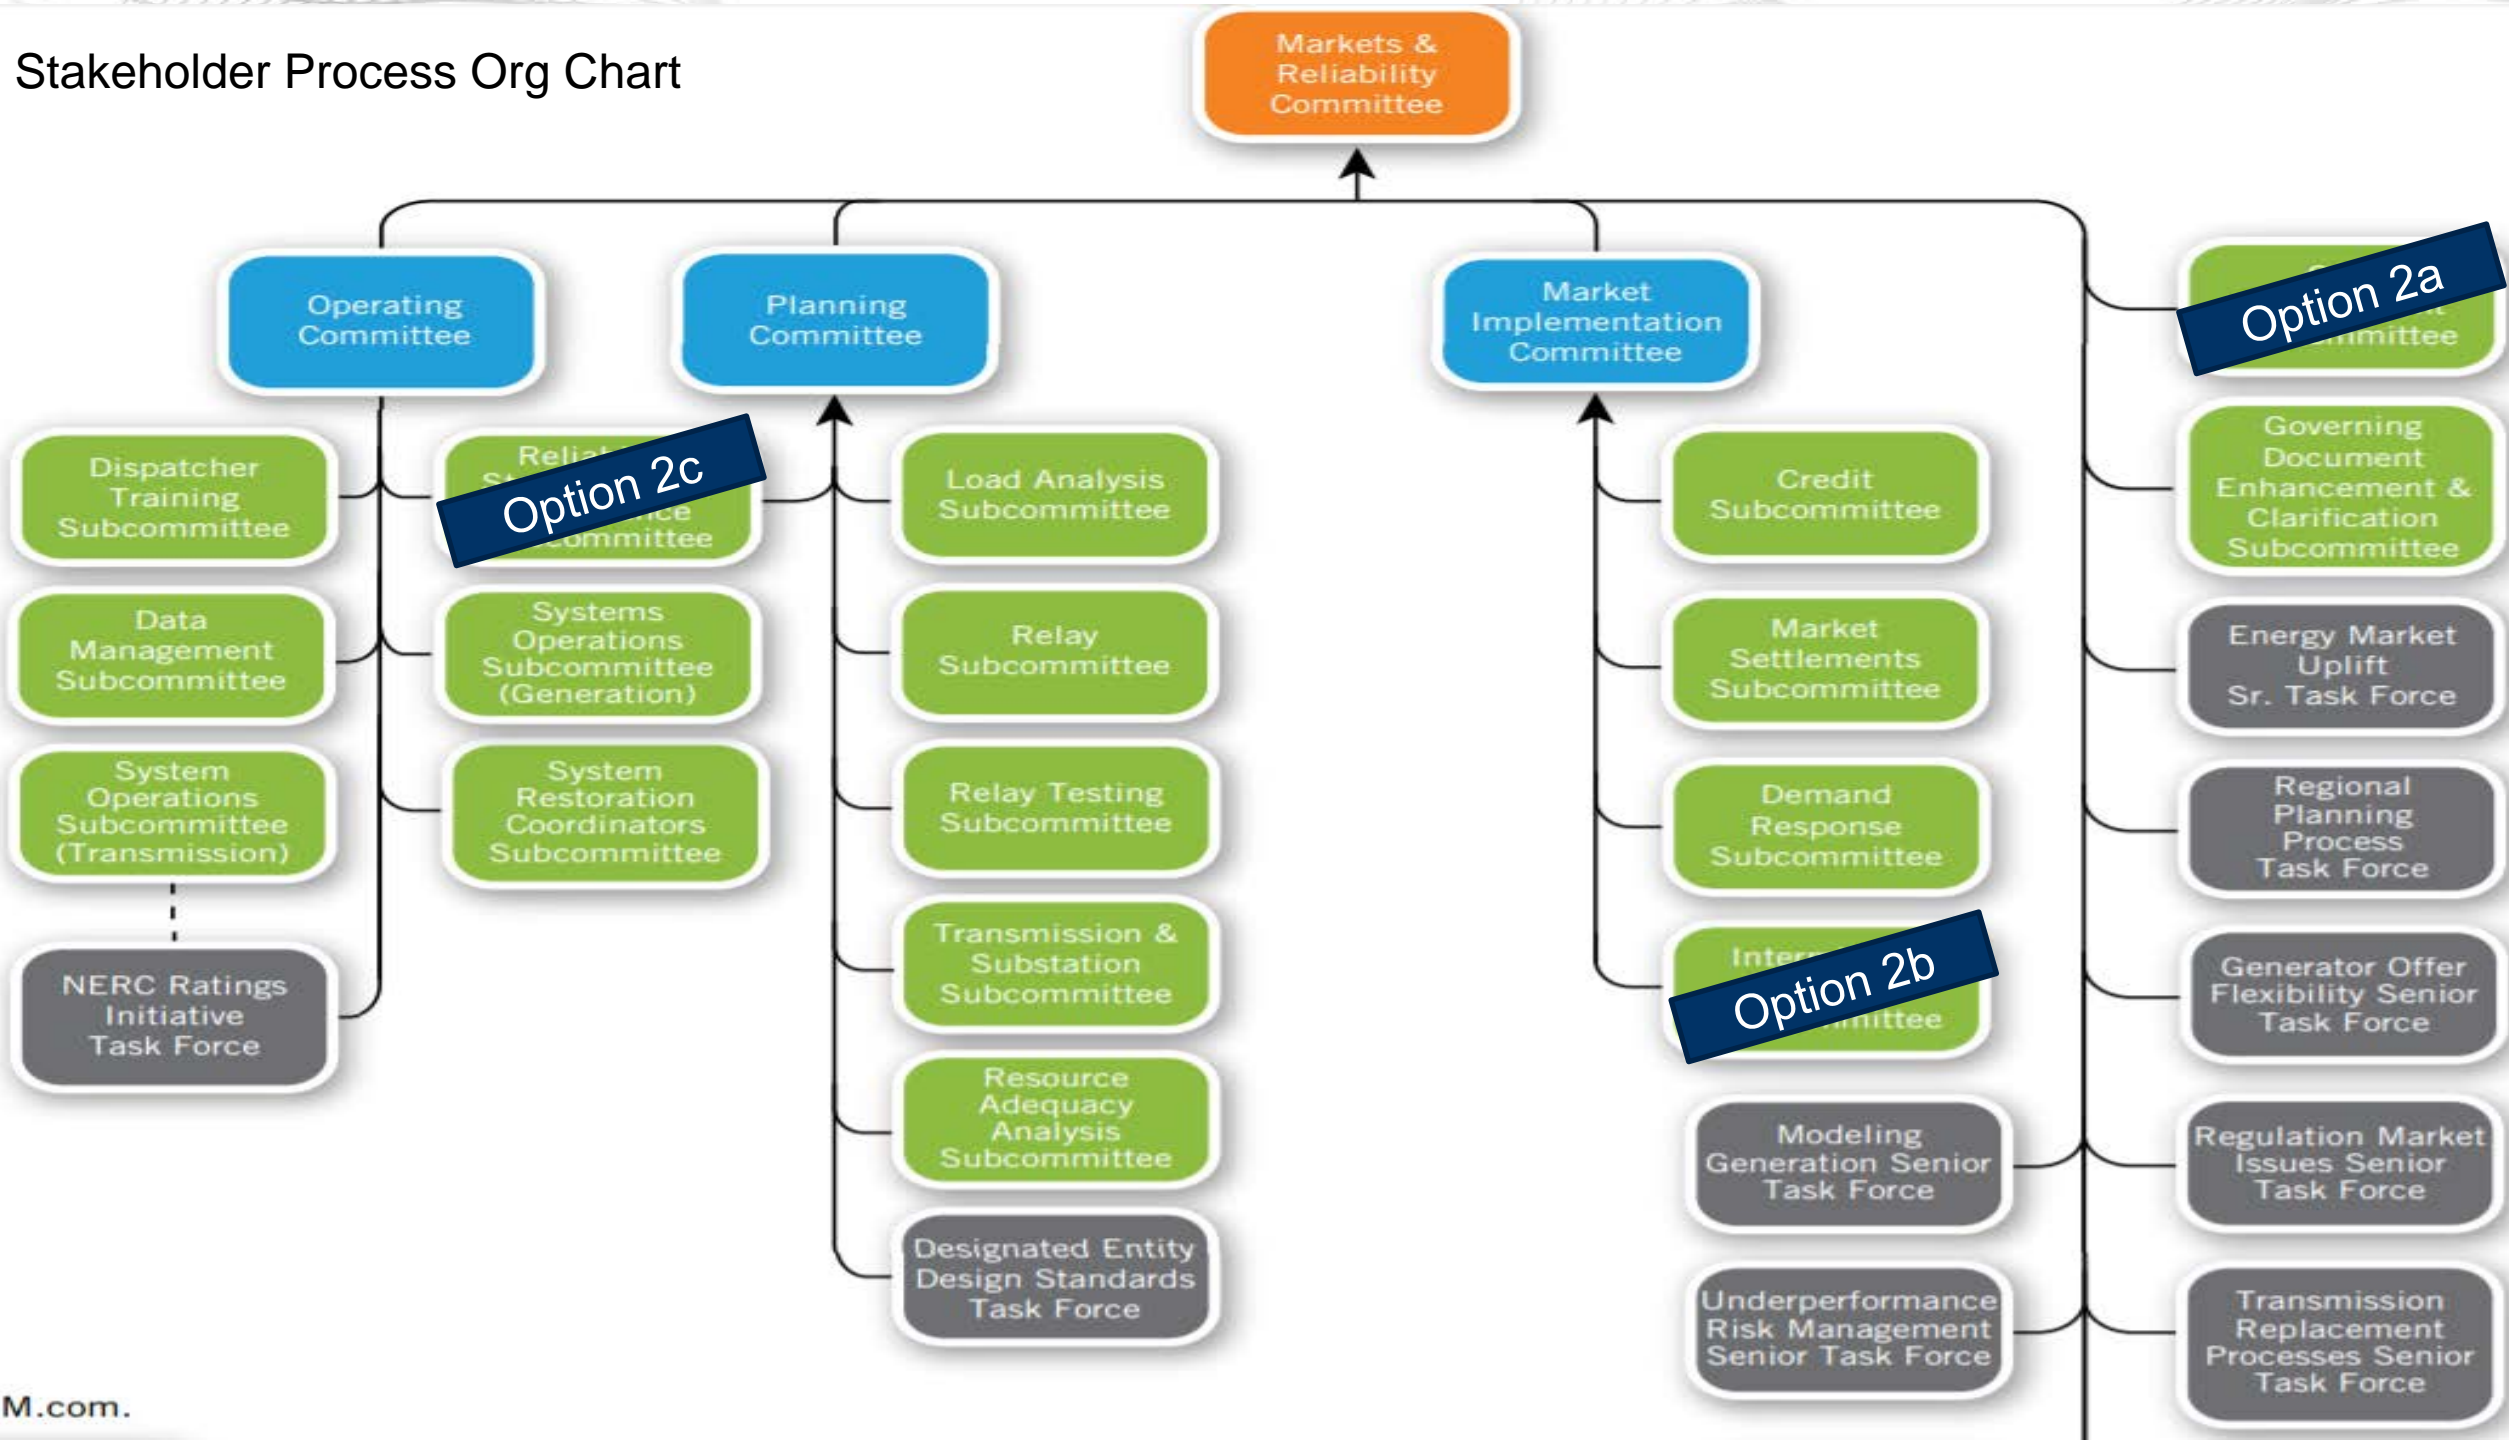 Stakeholder Process Org Chart
Markets &
Reliability
Committee
Operating
Committee
Planning
Committee
Market
Implementation
Committee
Option 2a
Dispatcher
Training
Subcommittee
Data
Management
Subcommittee
System
Operations
Subcommittee
(Transmission)
NERC Ratings
Initiative
Task Force
Option 2c
Systems
Operations
Subcommittee
(Generation)
System
Restoration
Coordinators
Subcommittee
Load Analysis
Subcommittee
Relay
Subcommittee
Relay Testing
Subcommittee
Transmission &
Substation
Subcommittee
Resource
Adequacy
Analysis
Subcommittee
Designated Entity
Design Standards
Task Force
Credit
Subcommittee
Market
Settlements
Subcommittee
Demand
Response
Subcommittee
Option 2b
Modeling
Generation Senior
Task Force
Underperformance
Risk Management
Senior Task Force
Governing
Document
Enhancement &
Clarification
Subcommittee
Energy Market
Uplift
Sr. Task Force
Regional
Planning
Process
Task Force
Generator Offer
Flexibility Senior
Task Force
Regulation Market
Issues Senior
Task Force
Transmission
Replacement
Processes Senior
Task Force
M.com.